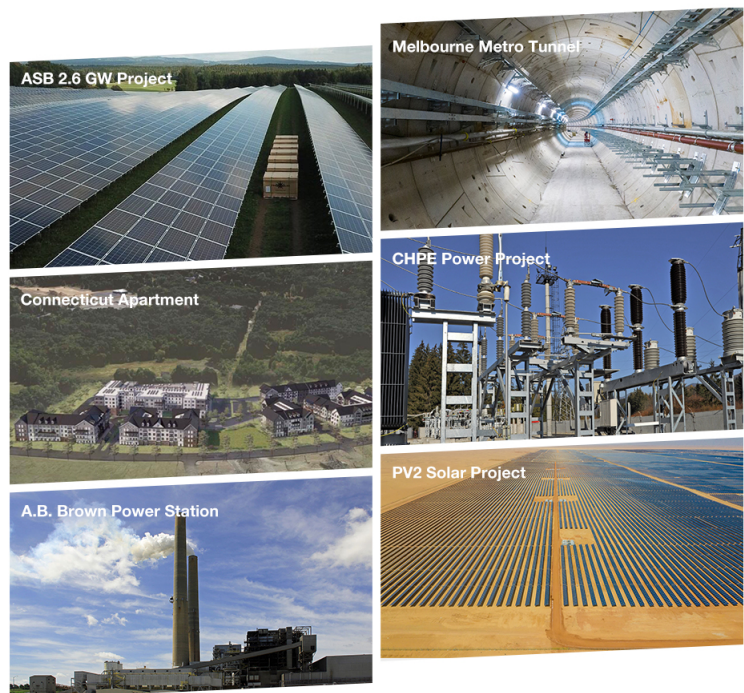 ASB 2.6 GW Project
Melbourne Metro Tunnel
Connecticut Apartment
CHPE Power Project
A.B. Brown Power Station
PV2 Solar Project